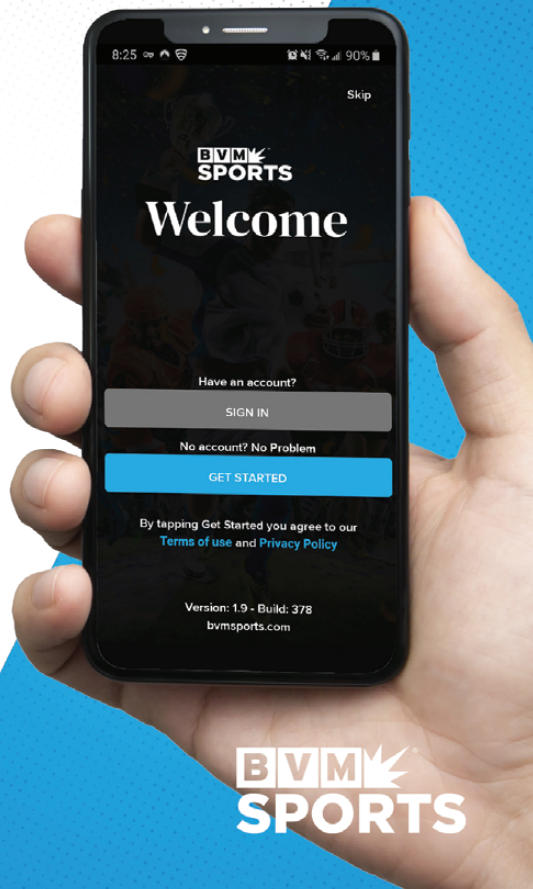 8:25
90%
Skip
BVM
SPORTS
Welcome
Have an account?
SIGN IN
No account? No Problem
GET STARTED
By tapping Get Started you agree to our
Terms of use and Privacy Policy
Version: 1.9 - Build: 378
bvmsports.com
BVM
SPORTS